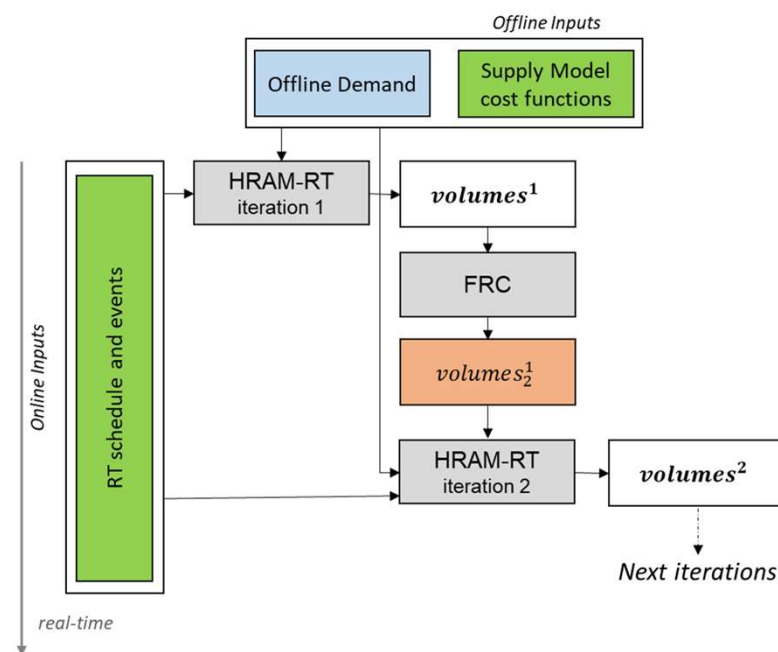 Offline Inputs
Offline Demand
Supply Model
cost functions
HRAM-RT
iteration 1
volumes¹
Online Inputs
RT schedule and events
FRC
volumes₂¹
HRAM-RT
iteration 2
volumes²
Next iterations
real-time